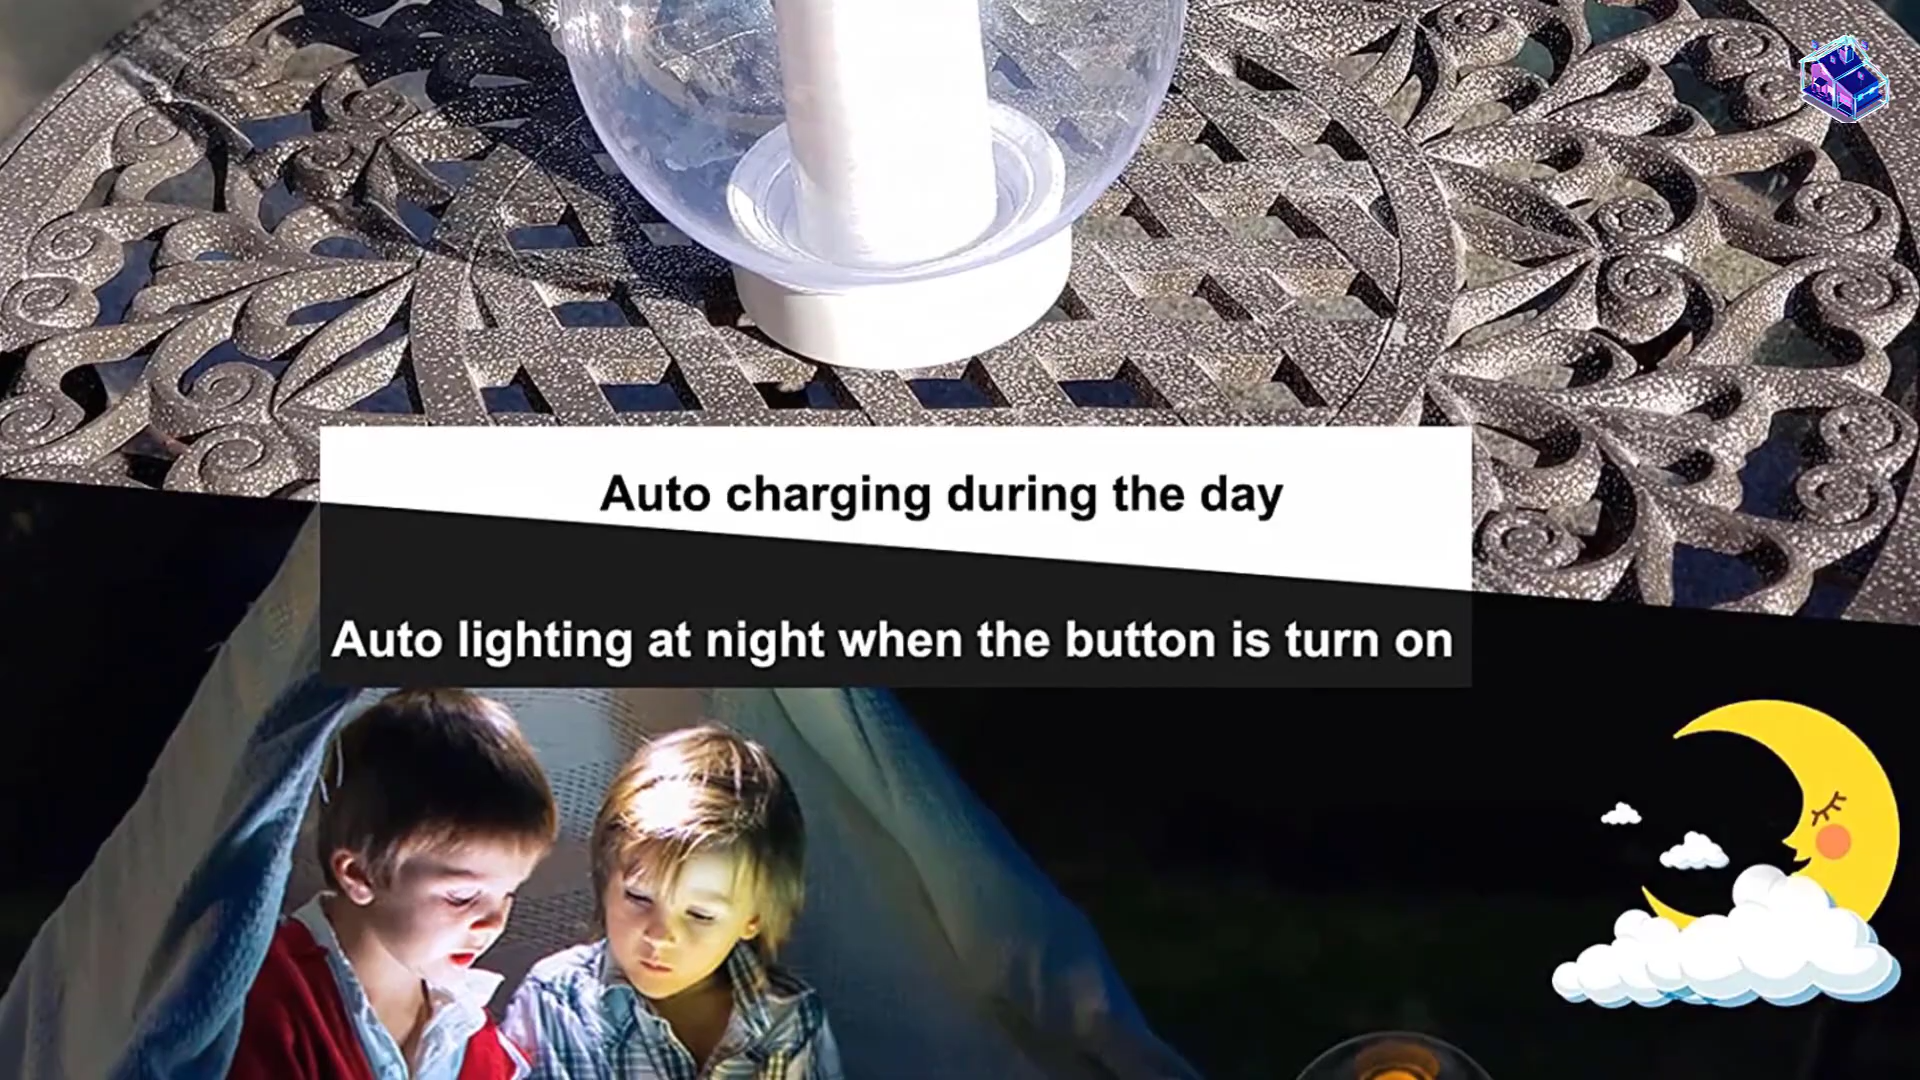 Auto charging during the day
Auto lighting at night when the button is turn on